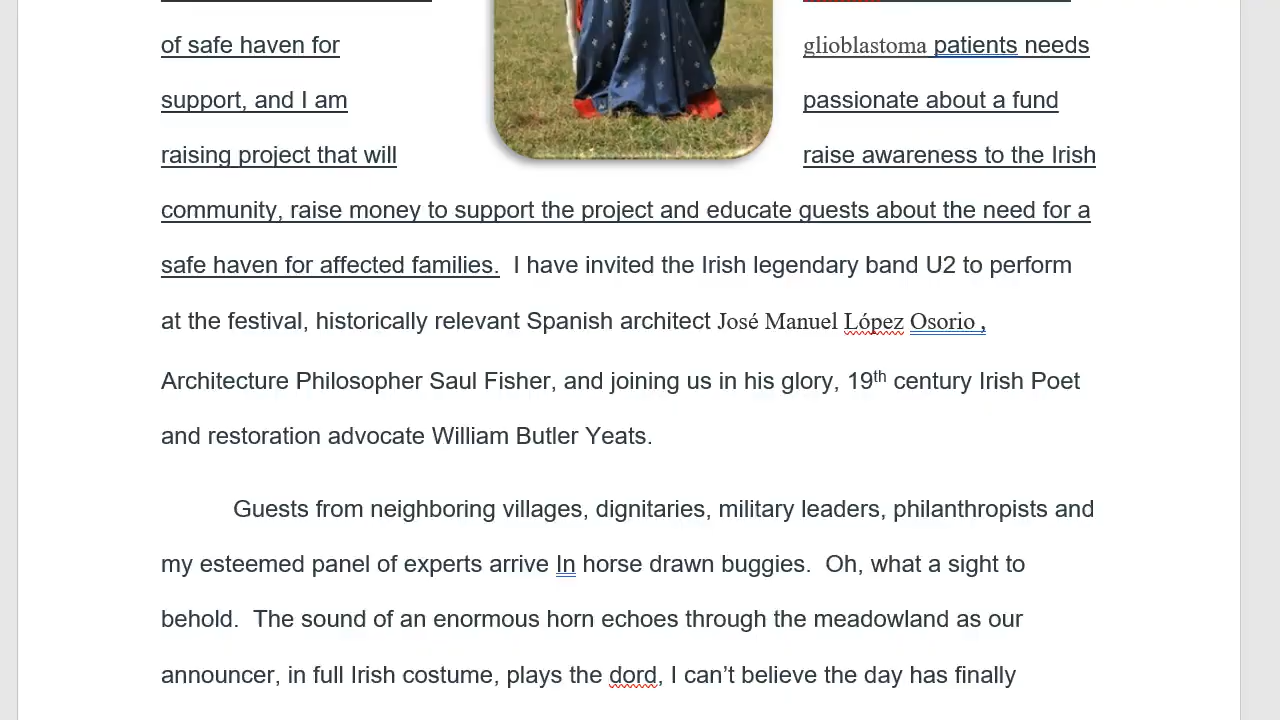 of safe haven for glioblastoma patients needs
support, and I am passionate about a fund
raising project that will raise awareness to the Irish
community, raise money to support the project and educate guests about the need for a
safe haven for affected families.  I have invited the Irish legendary band U2 to perform
at the festival, historically relevant Spanish architect José Manuel López Osorio ,
Architecture Philosopher Saul Fisher, and joining us in his glory, 19th century Irish Poet
and restoration advocate William Butler Yeats.
Guests from neighboring villages, dignitaries, military leaders, philanthropists and
my esteemed panel of experts arrive In horse drawn buggies.  Oh, what a sight to
behold.  The sound of an enormous horn echoes through the meadowland as our
announcer, in full Irish costume, plays the dord, I can’t believe the day has finally